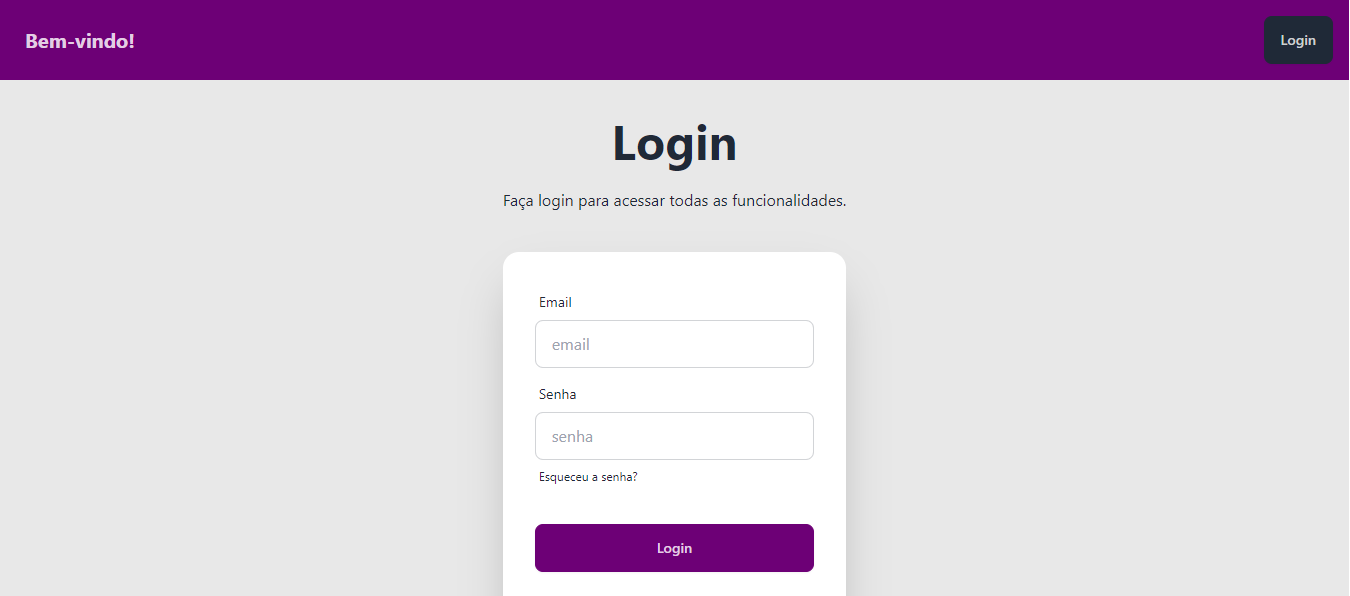 Bem-vindo!
Login
Login
Faça login para acessar todas as funcionalidades.
Email
email
Senha
senha
Esqueceu a senha?
Login